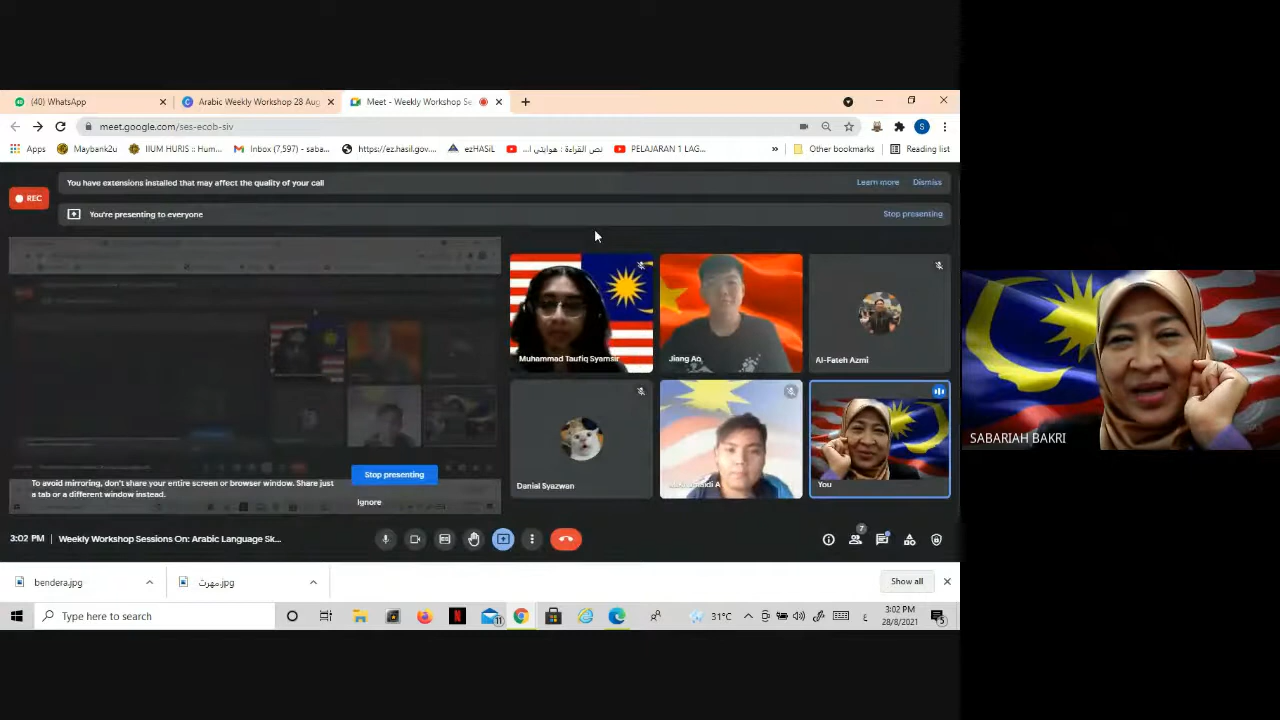 (40) WhatsApp
Arabic Weekly Workshop 28 Aug
Meet - Weekly Workshop Se
meet.google.com/ses-ecob-siv
Apps
Maybank2u
IIUM HURIS :: Hum...
Inbox (7,597) - saba...
https://ez.hasil.gov....
ezHASiL
نص القراءة : هوايتي ا...
PELAJARAN 1 LAG...
»
Other bookmarks
Reading list
REC
You have extensions installed that may affect the quality of your call
Learn more
Dismiss
You're presenting to everyone
Stop presenting
Muhammad Taufiq Syamsir
Jiang Ao
Al-Fateh Azmi
Danial Syazwan
You
SABARIAH BAKRI
Stop presenting
To avoid mirroring, don't share your entire screen or browser window. Share just
a tab or a different window instead.
Ignore
3:02 PM
Weekly Workshop Sessions On: Arabic Language Sk...
7
bendera.jpg
مهرت.jpg
Show all
Type here to search
11
31°C
ع
3:02 PM
28/8/2021
5